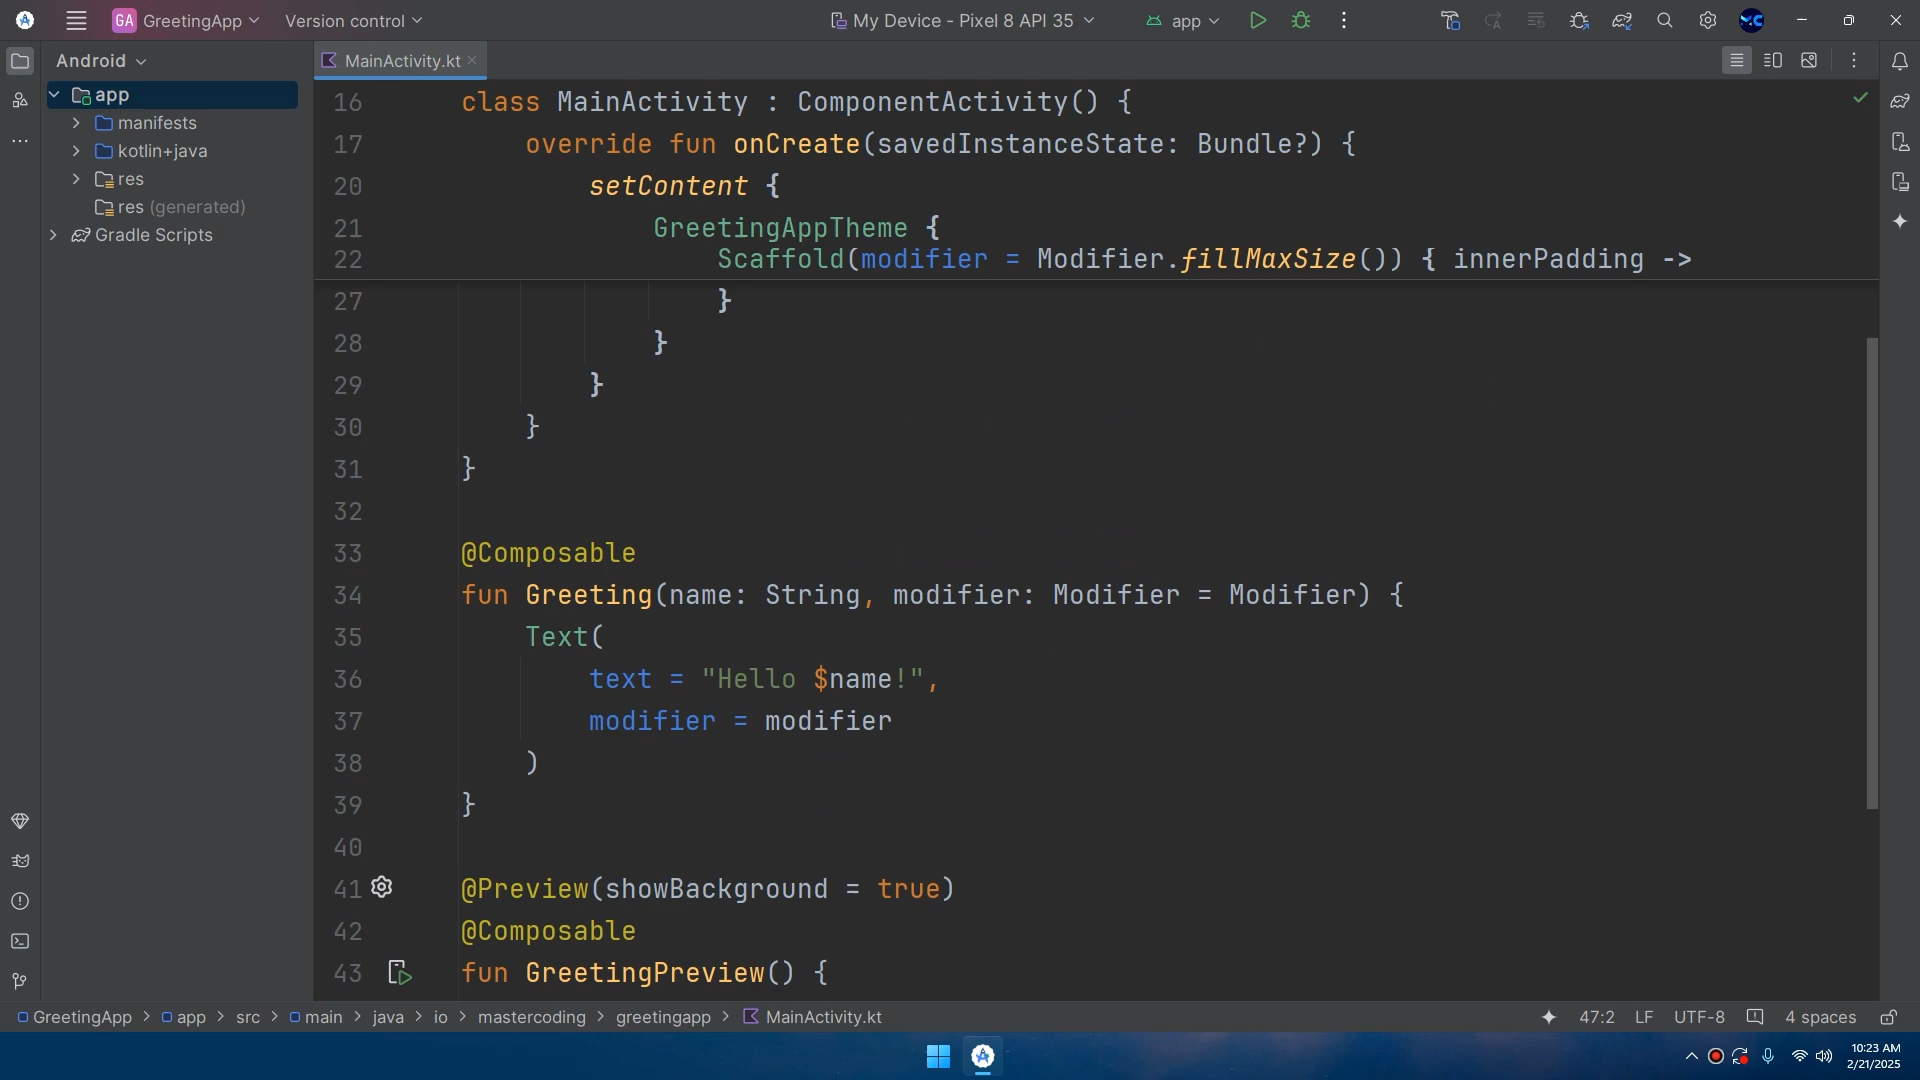 GA GreetingApp Version control My Device - Pixel 8 API 35 app
Android MainActivity.kt
app
manifests
kotlin+java
res
res (generated)
Gradle Scripts
16 class MainActivity : ComponentActivity() {
17 override fun onCreate(savedInstanceState: Bundle?) {
20 setContent {
21 GreetingAppTheme {
22 Scaffold(modifier = Modifier.fillMaxSize()) { innerPadding ->
27 }
28 }
29 }
30 }
31 }
32
33 @Composable
34 fun Greeting(name: String, modifier: Modifier = Modifier) {
35 Text(
36 text = "Hello $name!",
37 modifier = modifier
38 )
39 }
40
41 @Preview(showBackground = true)
42 @Composable
43 fun GreetingPreview() {
GreetingApp > app > src > main > java > io > mastercoding > greetingapp > MainActivity.kt 47:2 LF UTF-8 4 spaces
10:23 AM
2/21/2025